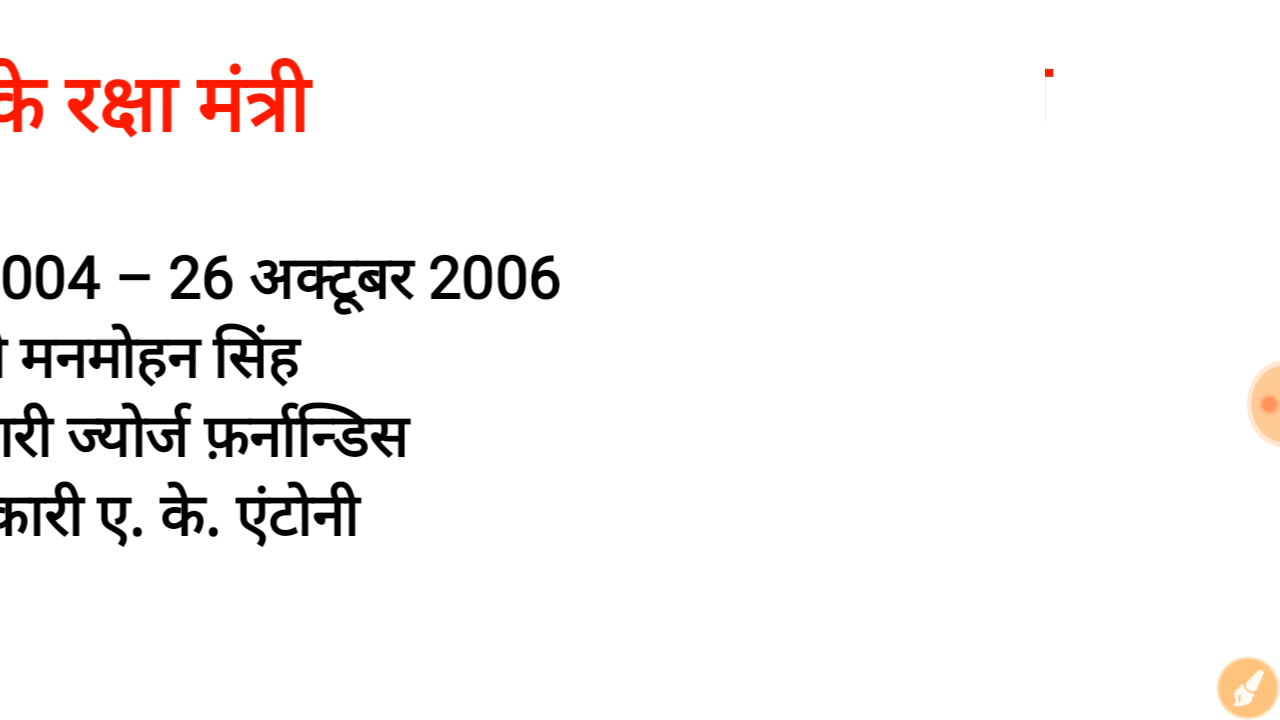 के रक्षा मंत्री
004 – 26 अक्टूबर 2006
मनमोहन सिंह
ारी ज्योर्ज फ़र्नान्डिस
कारी ए. के. एंटोनी